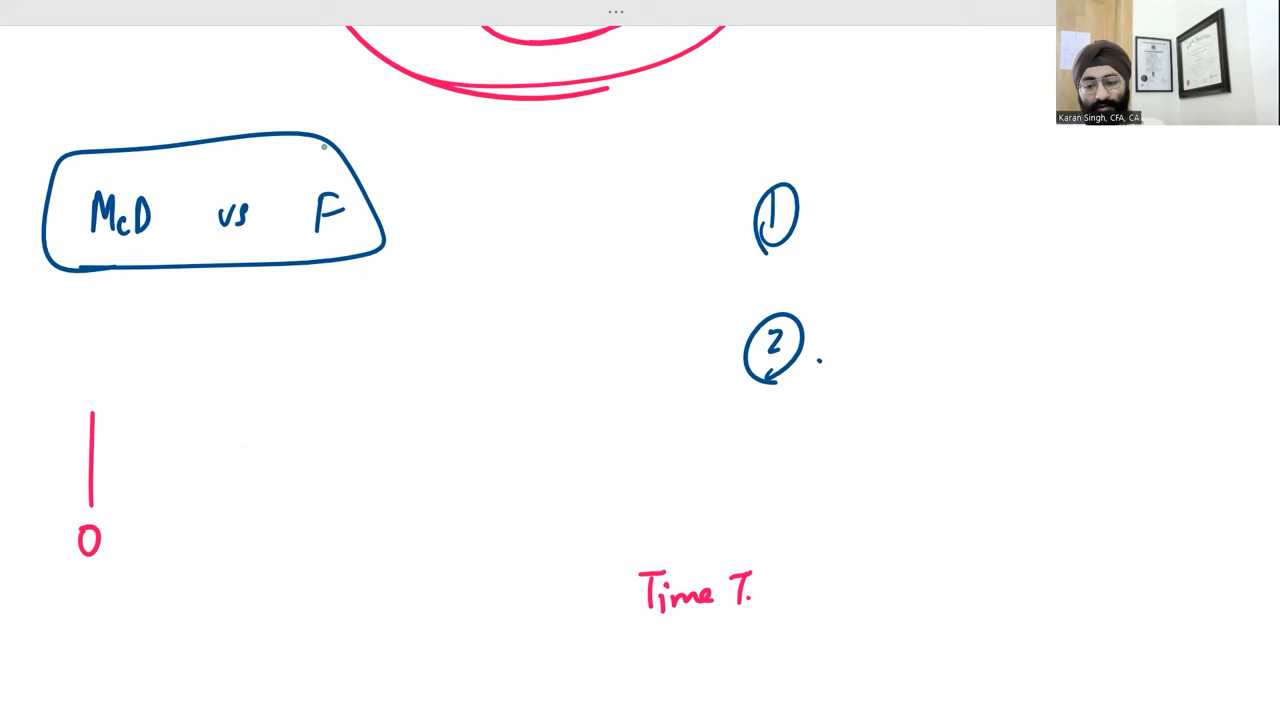 Karan Singh, CFA, CA
McD vs F
1
2.
0
Time T.